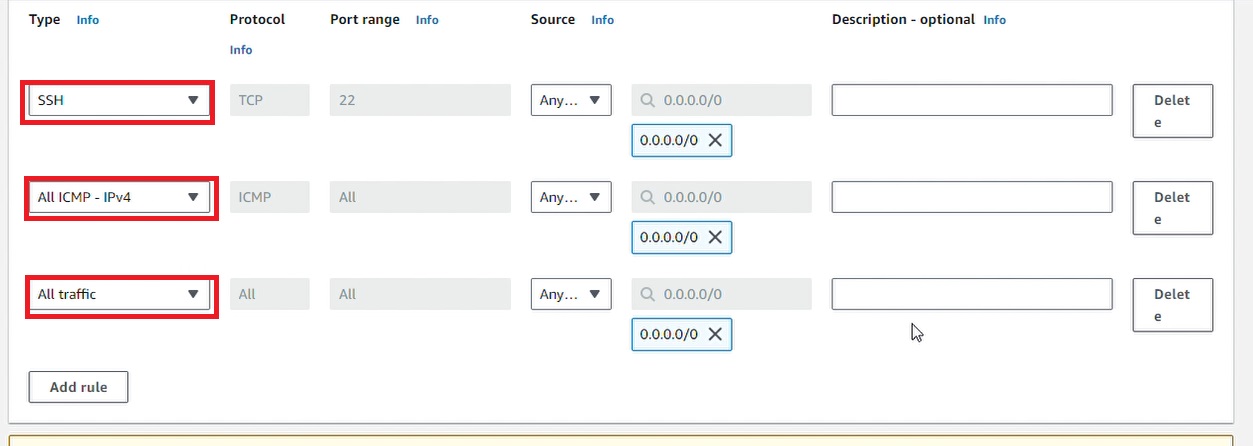 Type Info Protocol Port range Info Source Info Description - optional Info
Info
SSH TCP 22 Any... 0.0.0.0/0 Delet
e
0.0.0.0/0
All ICMP - IPv4 ICMP All Any... 0.0.0.0/0 Delet
e
0.0.0.0/0
All traffic All All Any... 0.0.0.0/0 Delet
e
0.0.0.0/0
Add rule